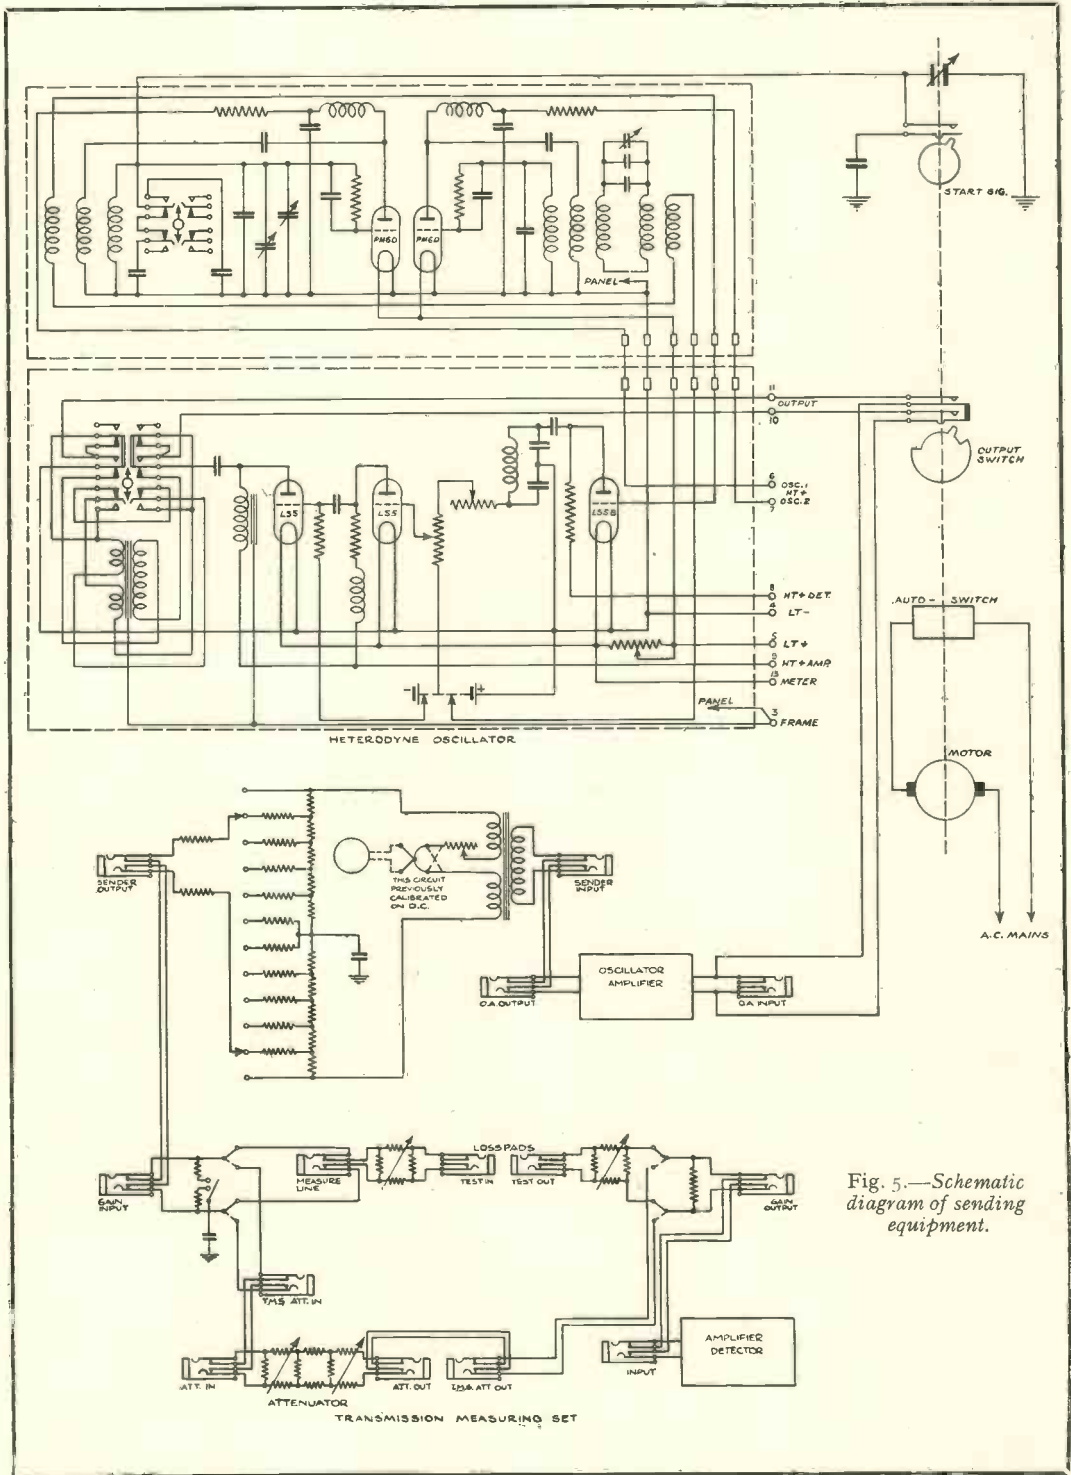 START SIG.
PM6D
PM6D
PANEL
11
OUTPUT
10
OUTPUT
SWITCH
6
OSC.1
HT+
OSC.2
7
LS5
LS5
LS5B
8
HT+DET.
4
LT-
AUTO- SWITCH
5
LT+
HT+AMP.
13
METER
PANEL
3
FRAME
- +
HETERODYNE OSCILLATOR
MOTOR
SENDER
OUTPUT
THIS CIRCUIT
PREVIOUSLY
CALIBRATED
ON D.C.
SENDER
INPUT
A.C. MAINS
OSCILLATOR
AMPLIFIER
O.A. OUTPUT
O.A INPUT
GAIN
INPUT
MEASURE
LINE
LOSS PADS
TEST IN
TEST OUT
GAIN
OUTPUT
Fig. 5.—Schematic
diagram of sending
equipment.
T.M.S ATT. IN
AMPLIFIER
DETECTOR
INPUT
ATT. IN
ATT. OUT
T.M.S ATT OUT
ATTENUATOR
TRANSMISSION MEASURING SET